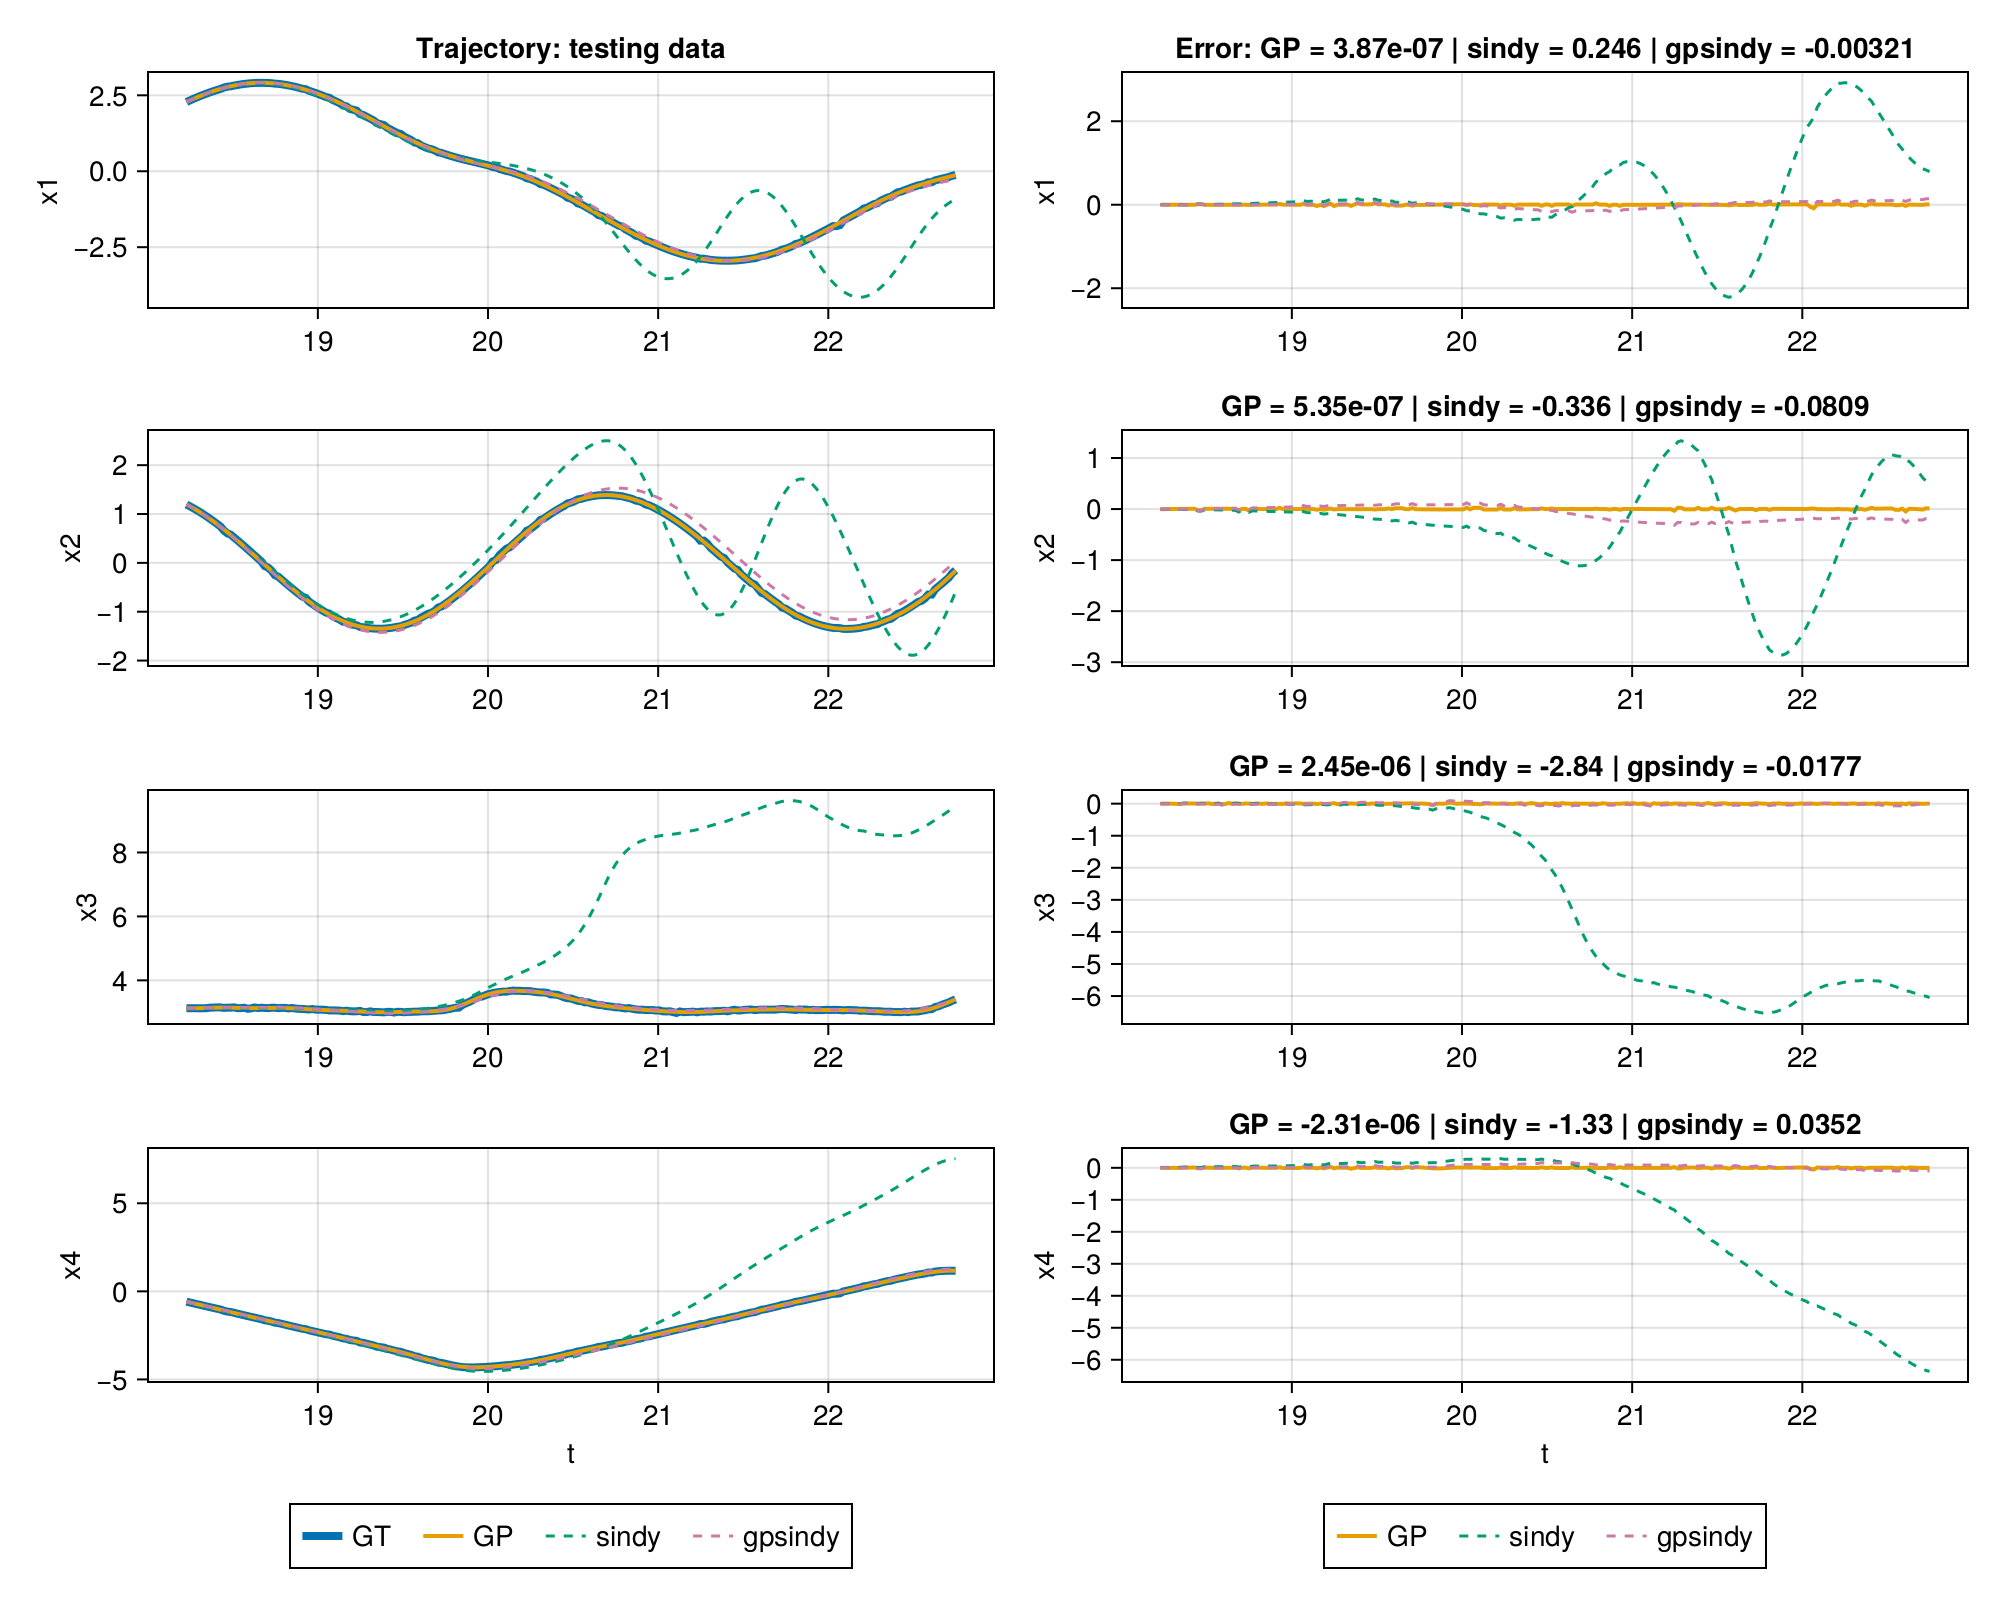 Trajectory: testing data
x1
2.5
0.0
−2.5
19 20 21 22
Error: GP = 3.87e-07 | sindy = 0.246 | gpsindy = -0.00321
x1
2
0
−2
19 20 21 22
x2
2
1
0
−1
−2
19 20 21 22
GP = 5.35e-07 | sindy = -0.336 | gpsindy = -0.0809
x2
1
0
−1
−2
−3
19 20 21 22
x3
8
6
4
19 20 21 22
GP = 2.45e-06 | sindy = -2.84 | gpsindy = -0.0177
x3
0
−1
−2
−3
−4
−5
−6
19 20 21 22
x4
5
0
−5
19 20 21 22
t
GP = -2.31e-06 | sindy = -1.33 | gpsindy = 0.0352
x4
0
−1
−2
−3
−4
−5
−6
19 20 21 22
t
GT GP sindy gpsindy
GP sindy gpsindy